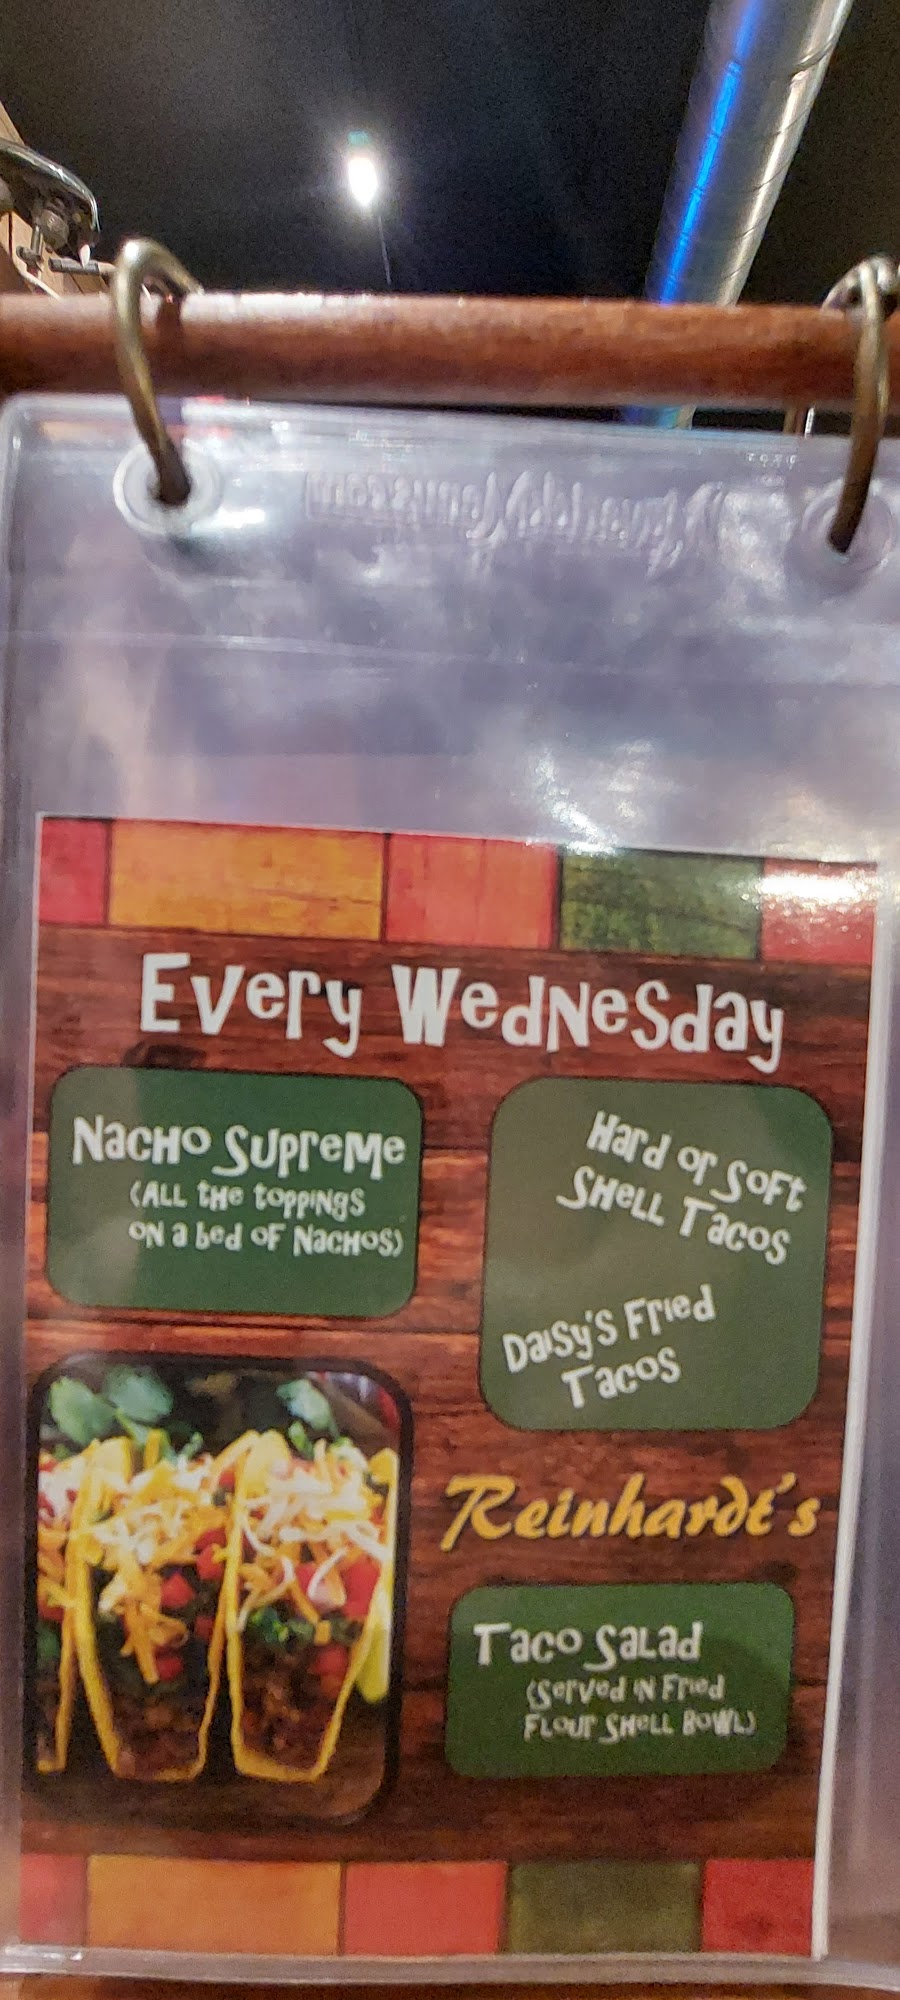 Every Wednesday
Nacho Supreme
(All the toppings
on a bed of Nachos)
Hard or Soft
Shell Tacos
Daisy's Fried
Tacos
Reinhardt's
Taco Salad
(Served in Fried
Flour Shell Bowl)